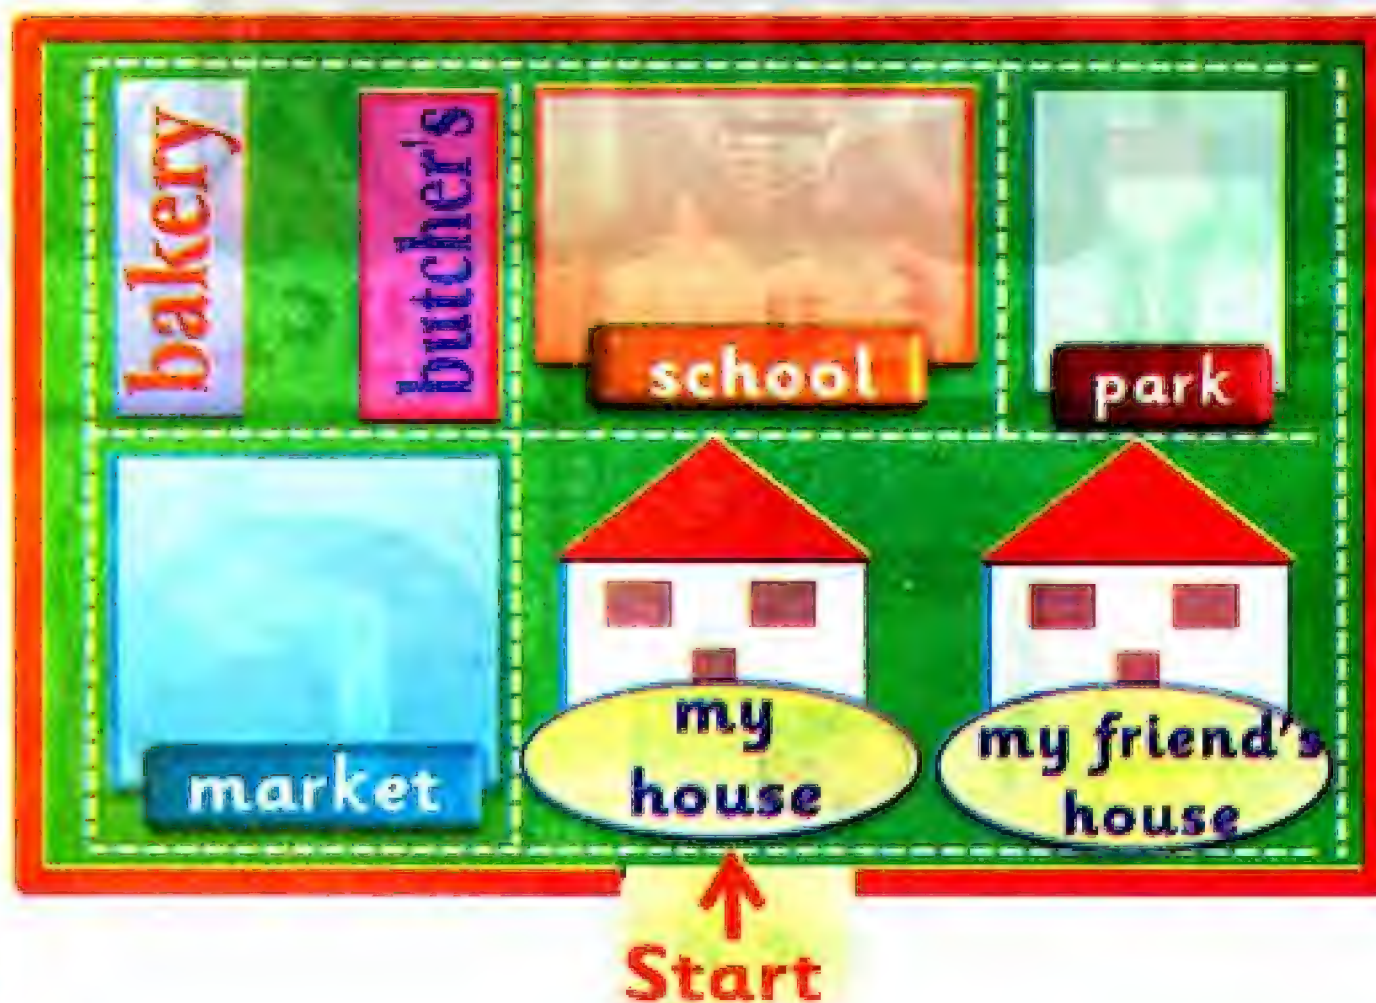 bakery
butcher's
school
park
market
my
house
my friend's
house
Start